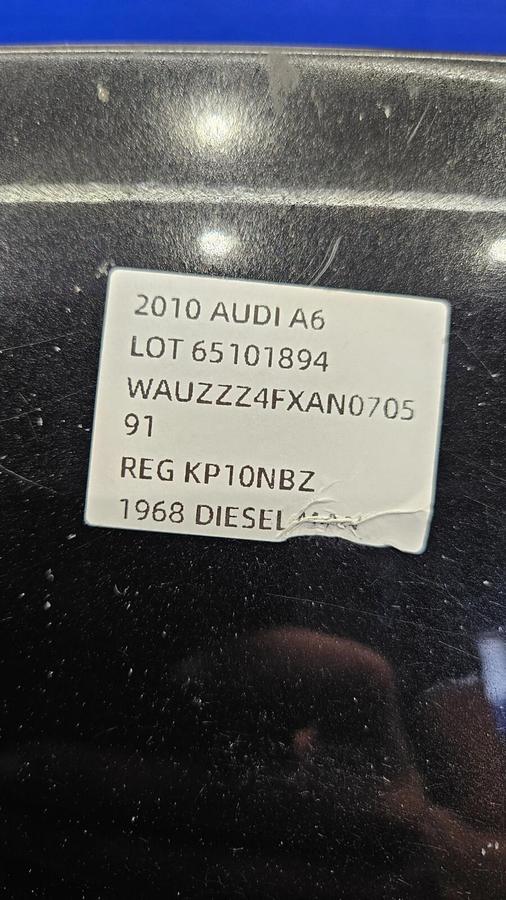 2010 AUDI A6
LOT 65101894
WAUZZZ4FXAN0705
91
REG KP10NBZ
1968 DIESEL